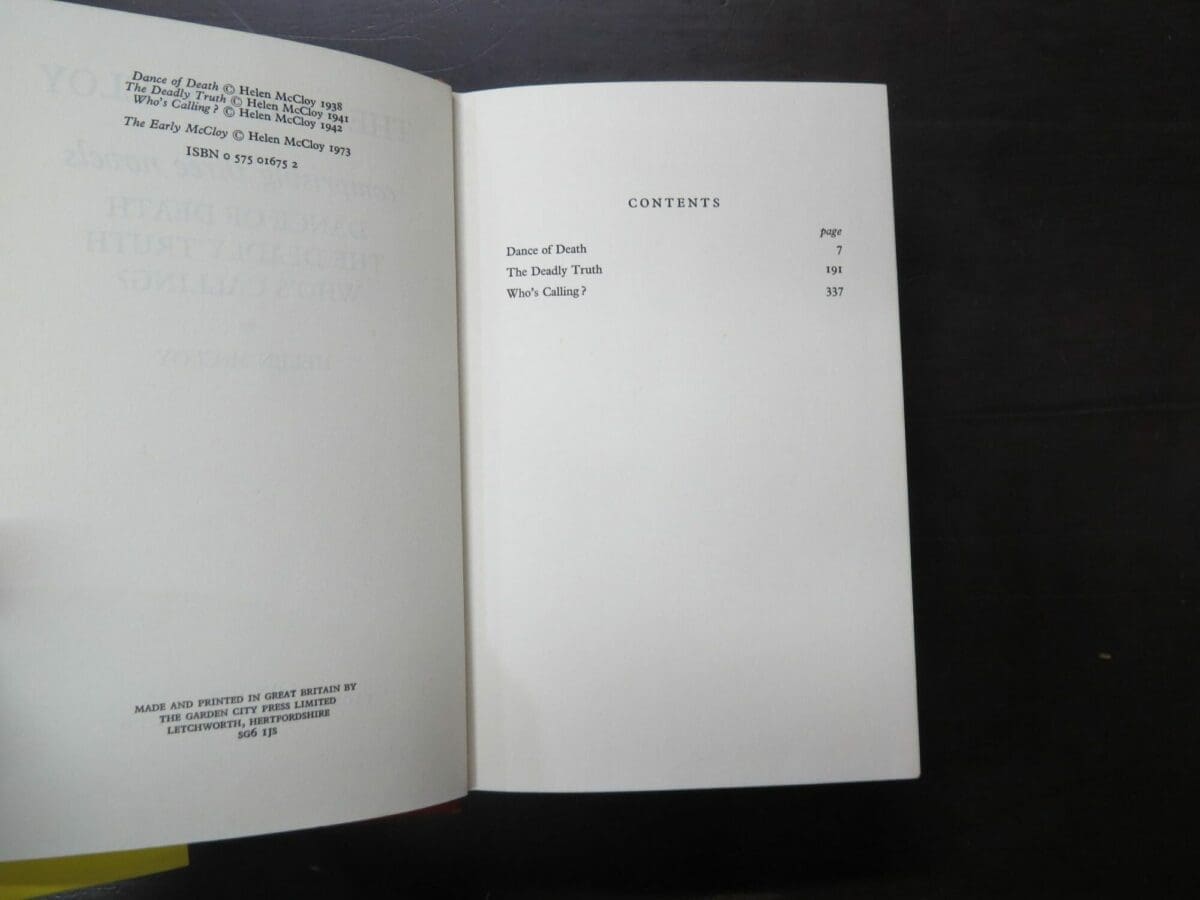 Dance of Death © Helen McCloy 1938
The Deadly Truth © Helen McCloy 1941
Who's Calling? © Helen McCloy 1942
The Early McCloy © Helen McCloy 1973
ISBN 0 575 01675 2
MADE AND PRINTED IN GREAT BRITAIN BY
THE GARDEN CITY PRESS LIMITED
LETCHWORTH, HERTFORDSHIRE
SG6 1JS
CONTENTS
page
Dance of Death 7
The Deadly Truth 191
Who's Calling? 337